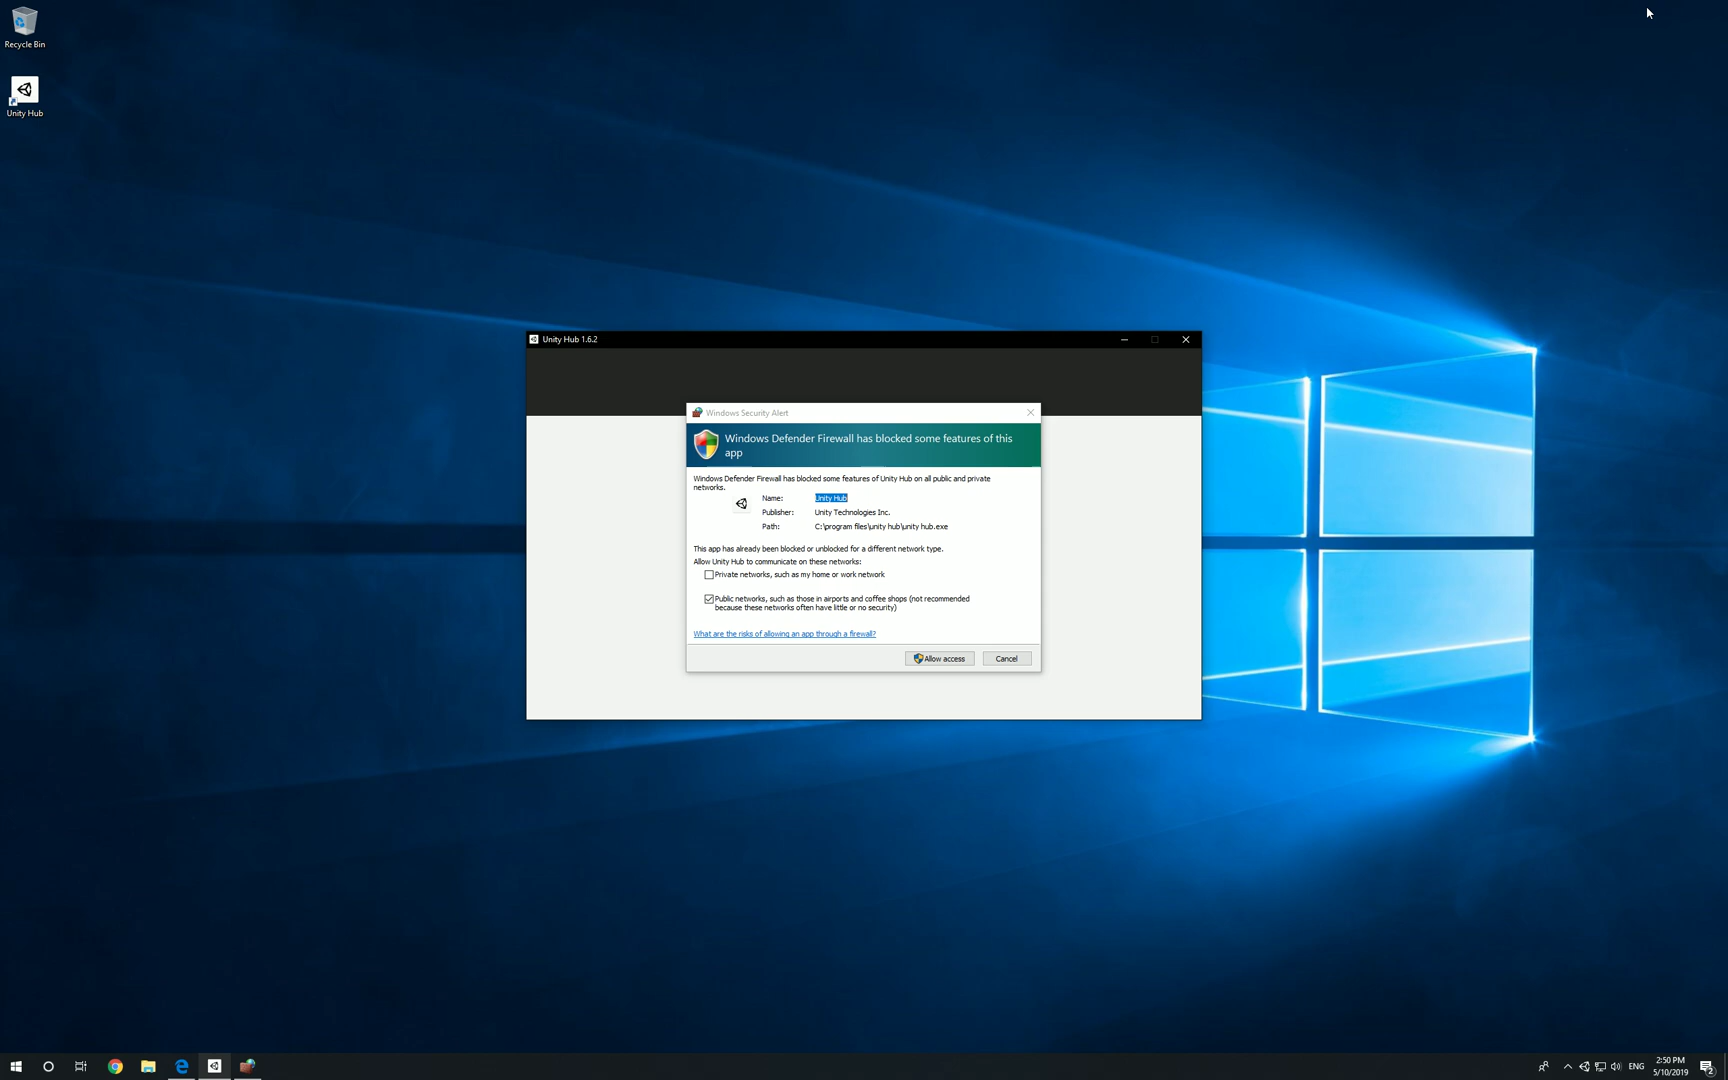 Recycle Bin
Unity Hub
Unity Hub 1.6.2
Windows Security Alert
Windows Defender Firewall has blocked some features of this
app
Windows Defender Firewall has blocked some features of Unity Hub on all public and private
networks.
Name: Unity Hub
Publisher: Unity Technologies Inc.
Path: C:\program files\unity hub\unity hub.exe
This app has already been blocked or unblocked for a different network type.
Allow Unity Hub to communicate on these networks:
Private networks, such as my home or work network
Public networks, such as those in airports and coffee shops (not recommended
because these networks often have little or no security)
What are the risks of allowing an app through a firewall?
Allow access Cancel
ENG
2:50 PM
5/10/2019
2